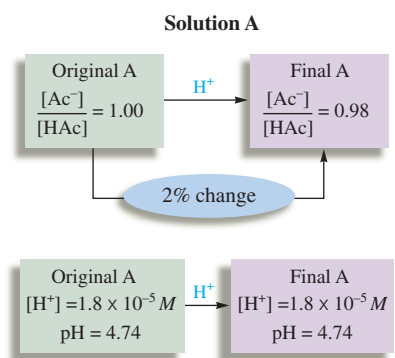 Solution A
Original A
[Ac⁻]/[HAc] = 1.00
H⁺
Final A
[Ac⁻]/[HAc] = 0.98
2% change
Original A
[H⁺] =1.8 × 10⁻⁵ M
pH = 4.74
H⁺
Final A
[H⁺] =1.8 × 10⁻⁵ M
pH = 4.74